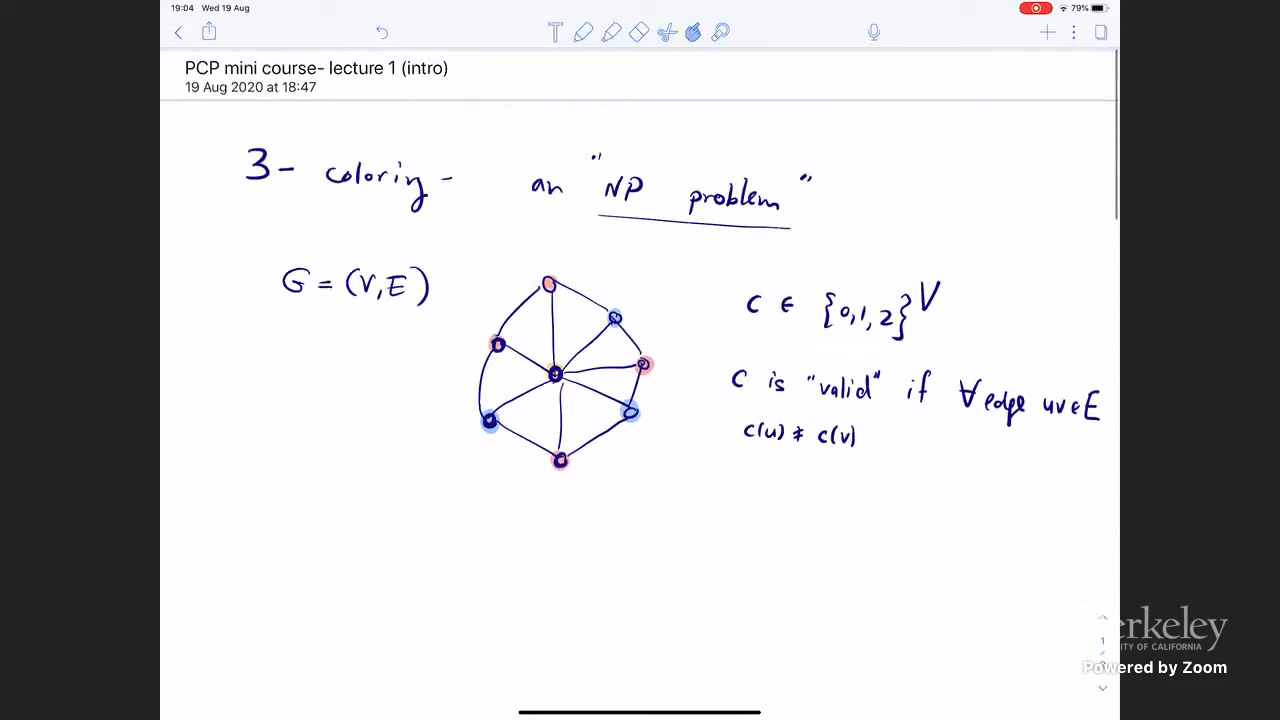 19:04 Wed 19 Aug
79%
PCP mini course- lecture 1 (intro)
19 Aug 2020 at 18:47
3- coloring - an "NP problem"
G = (V,E)
c ∈ {0,1,2}^V
c is "valid" if ∀ edge uv∈E
c(u) ≠ c(v)
1
3
Berkeley
UNIVERSITY OF CALIFORNIA
Powered by Zoom